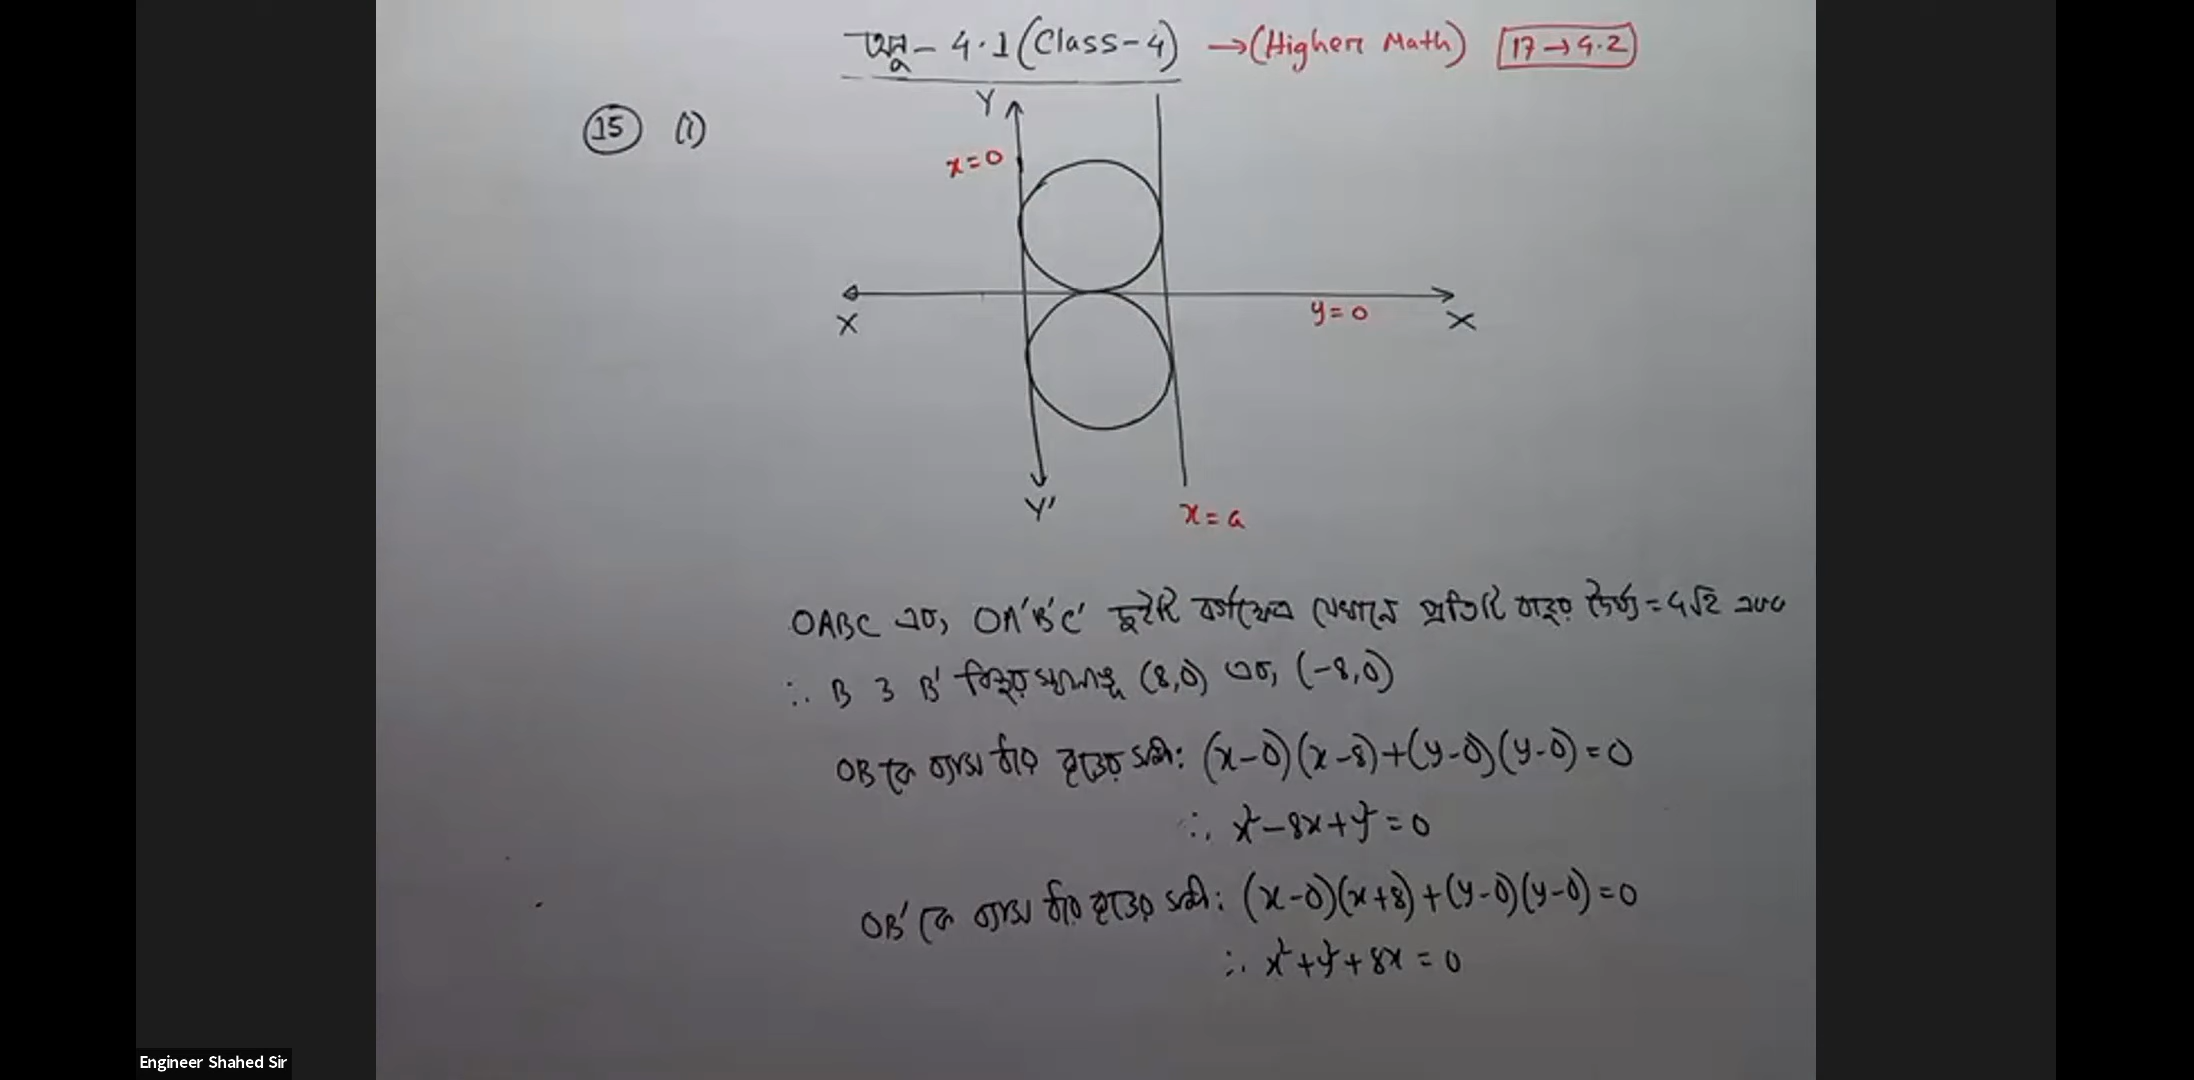 অনু - 4.1 (Class-4) → (Higher Math) 17 → 4.2
15 (i)
Y
x=0
y=0
X X
Y'
x=a
OABC এবং OA'B'C' দুইটি বর্গক্ষেত্র যেখানে প্রতিটি বাহুর দৈর্ঘ্য = 4√2 এবং
∴ B ও B' বিন্দুর স্থানাঙ্ক (8,0) এবং (-8,0)
OB কে ব্যাস ধরে বৃত্তের সমী: (x-0)(x-8)+(y-0)(y-0)=0
∴ x²-8x+y²=0
OB' কে ব্যাস ধরে বৃত্তের সমী: (x-0)(x+8)+(y-0)(y-0)=0
∴ x²+y²+8x=0
Engineer Shahed Sir